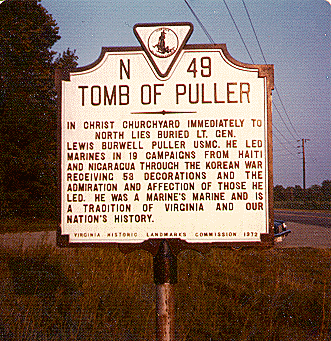 N 49
TOMB OF PULLER
IN CHRIST CHURCHYARD IMMEDIATELY TO
NORTH LIES BURIED LT. GEN.
LEWIS BURWELL PULLER USMC. HE LED
MARINES IN 19 CAMPAIGNS FROM HAITI
AND NICARAGUA THROUGH THE KOREAN WAR
RECEIVING 58 DECORATIONS AND THE
ADMIRATION AND AFFECTION OF THOSE HE
LED. HE WAS A MARINE'S MARINE AND IS
A TRADITION OF VIRGINIA AND OUR
NATION'S HISTORY.
VIRGINIA HISTORIC LANDMARKS COMMISSION 1972